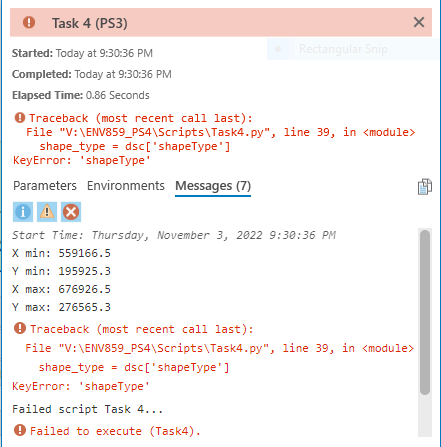 Task 4 (PS3)
Started: Today at 9:30:36 PM
Rectangular Snip
Completed: Today at 9:30:36 PM
Elapsed Time: 0.86 Seconds
Traceback (most recent call last):
File "V:\ENV859_PS4\Scripts\Task4.py", line 39, in <module>
shape_type = dsc['shapeType']
KeyError: 'shapeType'
Parameters Environments Messages (7)
Start Time: Thursday, November 3, 2022 9:30:36 PM
X min: 559166.5
Y min: 195925.3
X max: 676926.5
Y max: 276565.3
Traceback (most recent call last):
File "V:\ENV859_PS4\Scripts\Task4.py", line 39, in <module>
shape_type = dsc['shapeType']
KeyError: 'shapeType'
Failed script Task 4...
Failed to execute (Task4).